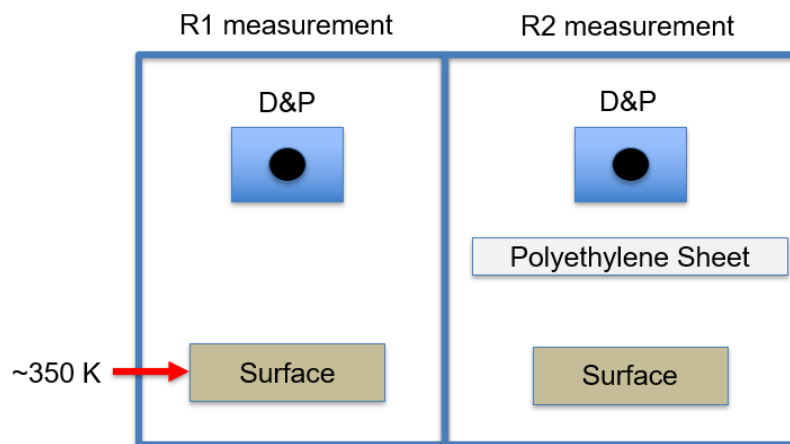 R1 measurement
R2 measurement
D&P
D&P
Polyethylene Sheet
~350 K
Surface
Surface